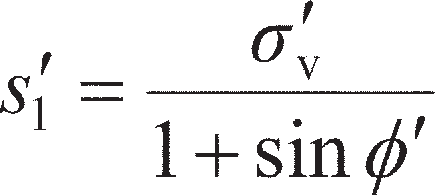 s′₁ = σ′ᵥ / (1 + sin ϕ′)